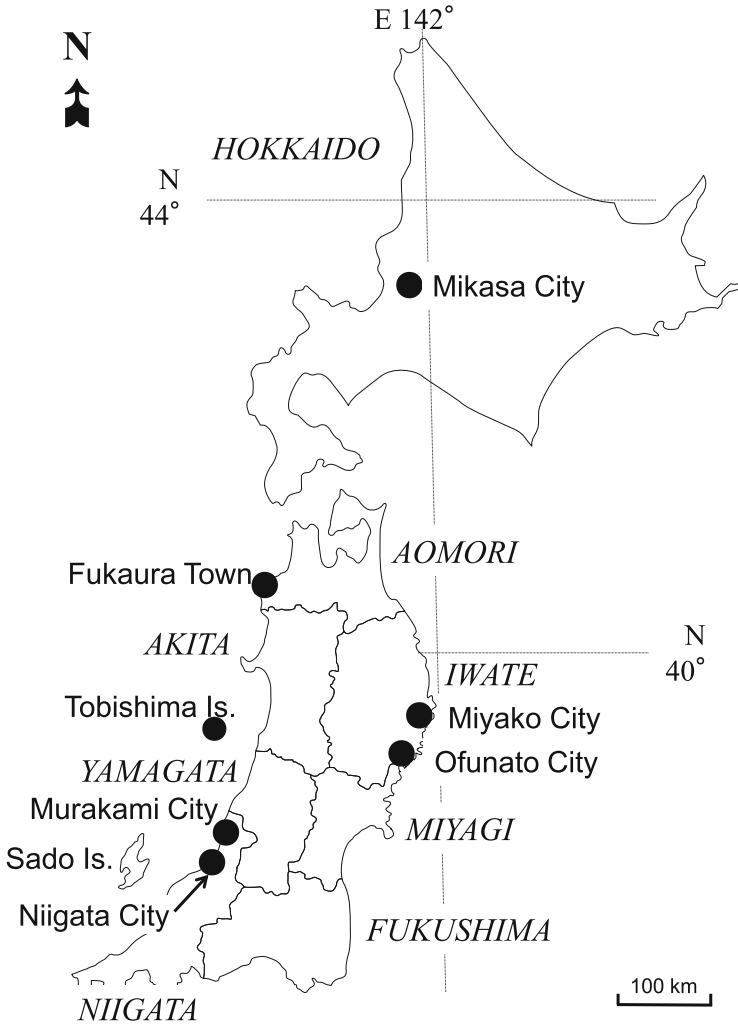 E 142°
N
HOKKAIDO
N
44°
Mikasa City
AOMORI
Fukaura Town
AKITA
N
40°
IWATE
Tobishima Is.
Miyako City
Ofunato City
YAMAGATA
Murakami City
MIYAGI
Sado Is.
Niigata City
FUKUSHIMA
100 km
NIIGATA